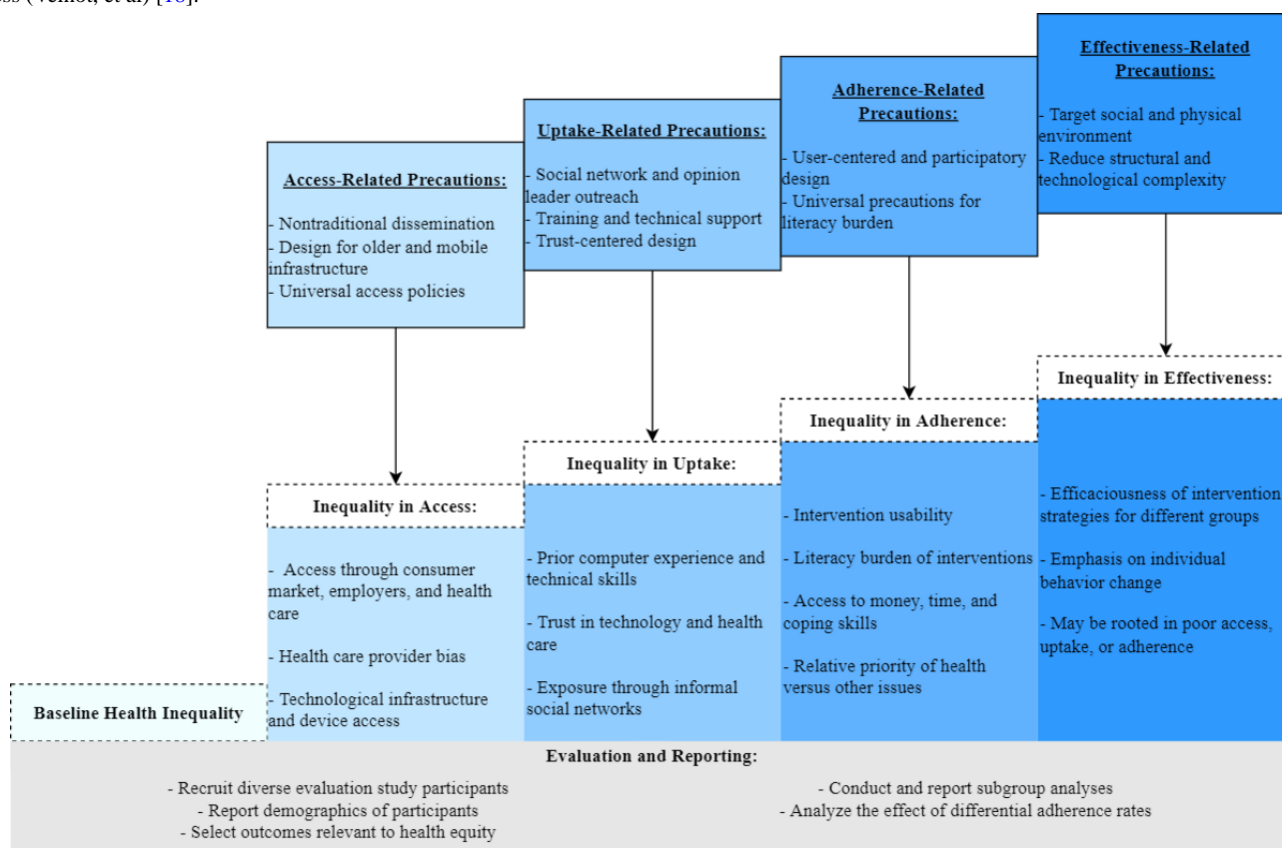 Effectiveness-Related
Precautions:
- Target social and physical
environment
- Reduce structural and
technological complexity
Adherence-Related
Precautions:
- User-centered and participatory
design
- Universal precautions for
literacy burden
Uptake-Related Precautions:
- Social network and opinion
leader outreach
- Training and technical support
- Trust-centered design
Access-Related Precautions:
- Nontraditional dissemination
- Design for older and mobile
infrastructure
- Universal access policies
Inequality in Effectiveness:
- Efficaciousness of intervention
strategies for different groups
- Emphasis on individual
behavior change
- May be rooted in poor access,
uptake, or adherence
Inequality in Adherence:
- Intervention usability
- Literacy burden of interventions
- Access to money, time, and
coping skills
- Relative priority of health
versus other issues
Inequality in Uptake:
- Prior computer experience and
technical skills
- Trust in technology and health
care
- Exposure through informal
social networks
Inequality in Access:
- Access through consumer
market, employers, and health
care
- Health care provider bias
- Technological infrastructure
and device access
Baseline Health Inequality
Evaluation and Reporting:
- Recruit diverse evaluation study participants
- Report demographics of participants
- Select outcomes relevant to health equity
- Conduct and report subgroup analyses
- Analyze the effect of differential adherence rates